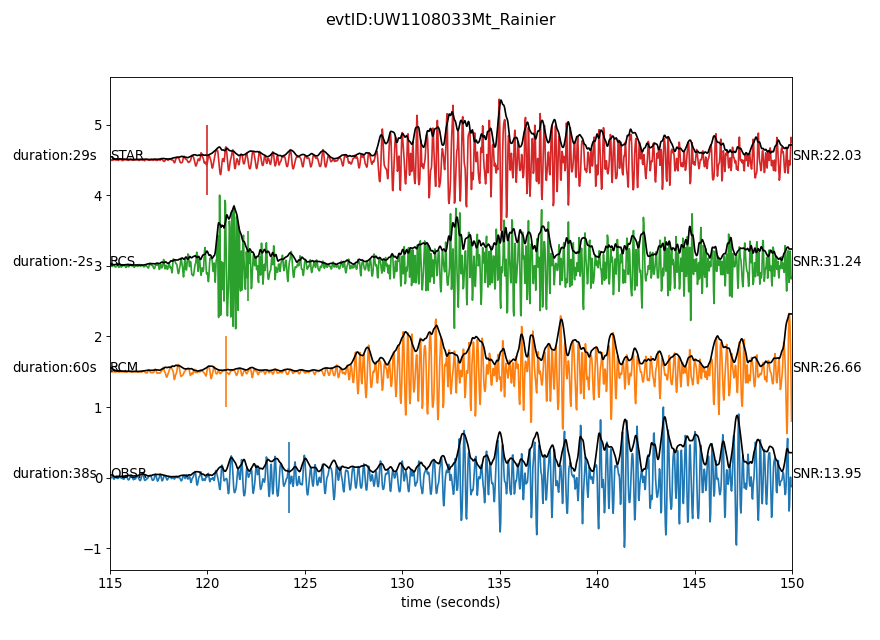 evtID:UW1108033Mt_Rainier
5
duration:29s STAR SNR:22.03
4
duration:-2s 3 RCS SNR:31.24
2
duration:60s RCM SNR:26.66
1
duration:38s 0 OBSR SNR:13.95
−1
115 120 125 130 135 140 145 150
time (seconds)